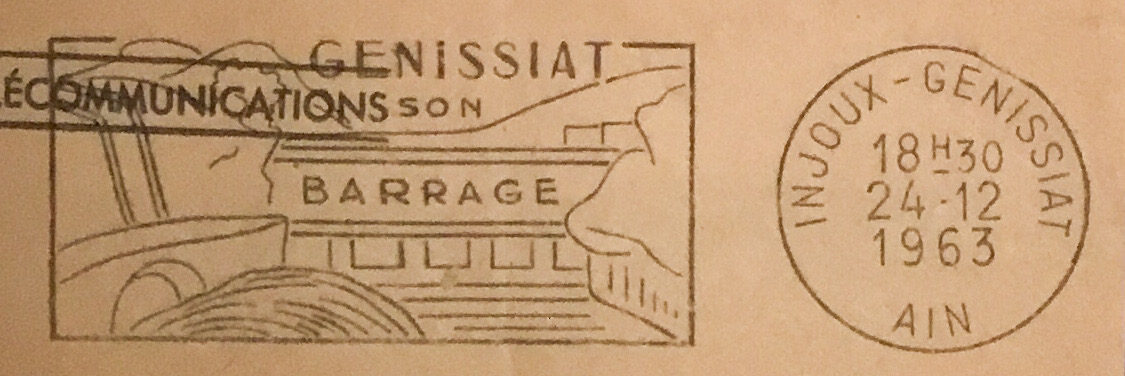 GENiSSIAT
ÉCOMMUNICATIONS
SON
BARRAGE
INJOUX-GENISSIAT
18H30
24-12
1963
AIN